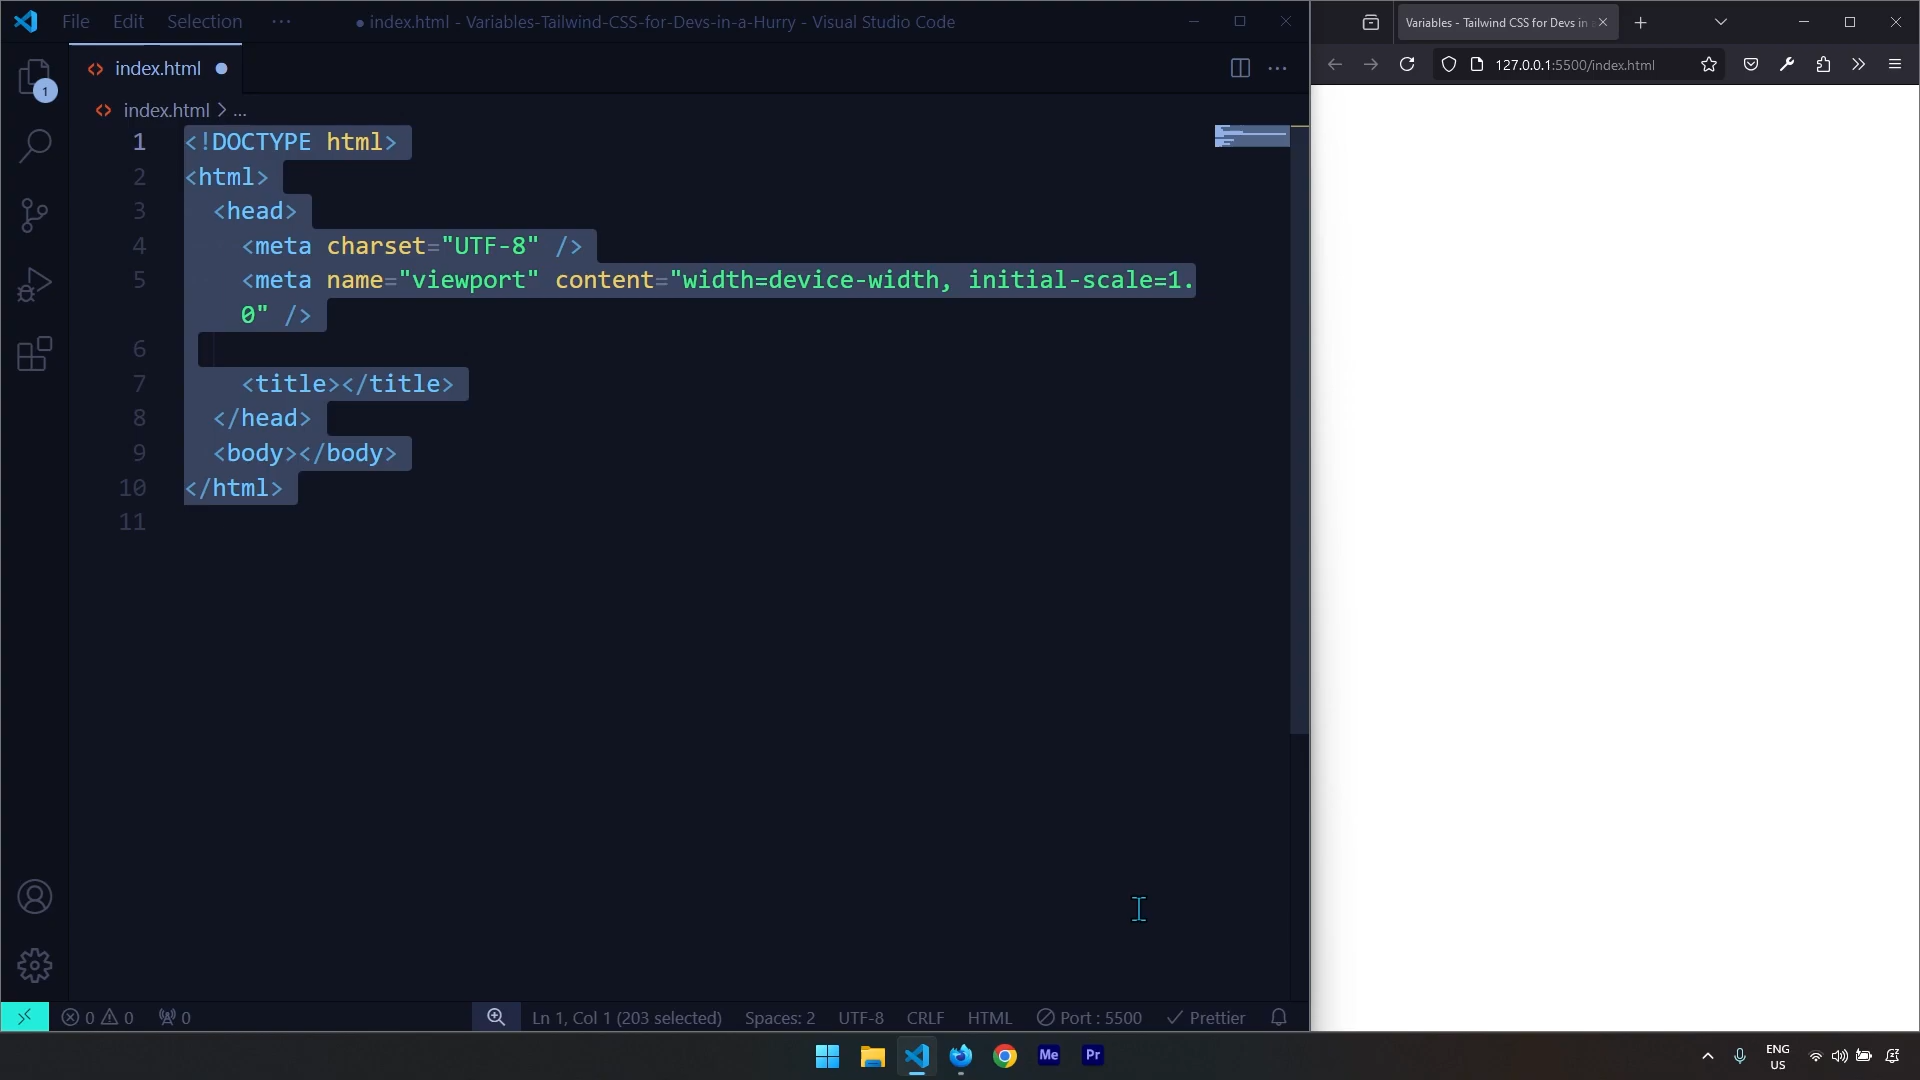 File Edit Selection ··· ● index.html - Variables-Tailwind-CSS-for-Devs-in-a-Hurry - Visual Studio Code
Variables - Tailwind CSS for Devs in
index.html
127.0.0.1:5500/index.html
1
index.html > ...
1 <!DOCTYPE html>
2 <html>
3 <head>
4 <meta charset="UTF-8" />
5 <meta name="viewport" content="width=device-width, initial-scale=1.
0" />
6
7 <title></title>
8 </head>
9 <body></body>
10 </html>
11
0 0 0 Ln 1, Col 1 (203 selected) Spaces: 2 UTF-8 CRLF HTML Port : 5500 Prettier
Me Pr
ENG
US